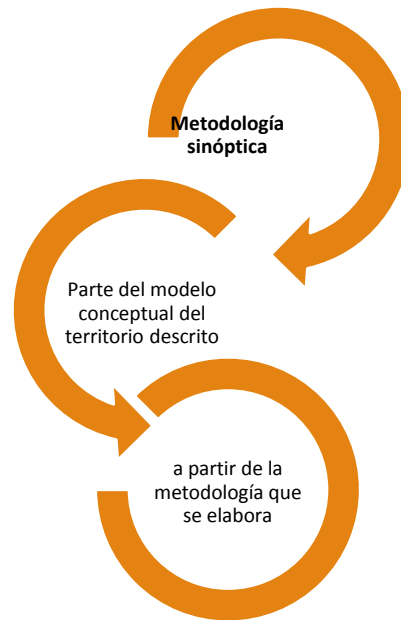 Metodología
sinóptica
Parte del modelo
conceptual del
territorio descrito
a partir de la
metodología que
se elabora